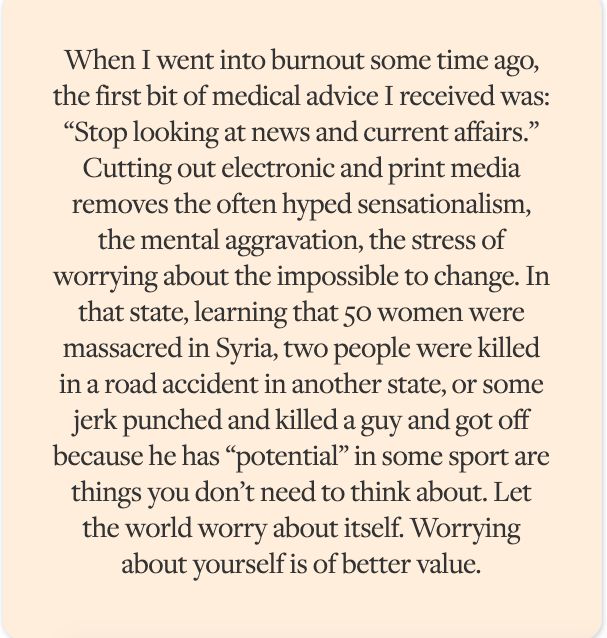 When I went into burnout some time ago,
the first bit of medical advice I received was:
“Stop looking at news and current affairs.”
Cutting out electronic and print media
removes the often hyped sensationalism,
the mental aggravation, the stress of
worrying about the impossible to change. In
that state, learning that 50 women were
massacred in Syria, two people were killed
in a road accident in another state, or some
jerk punched and killed a guy and got off
because he has “potential” in some sport are
things you don’t need to think about. Let
the world worry about itself. Worrying
about yourself is of better value.